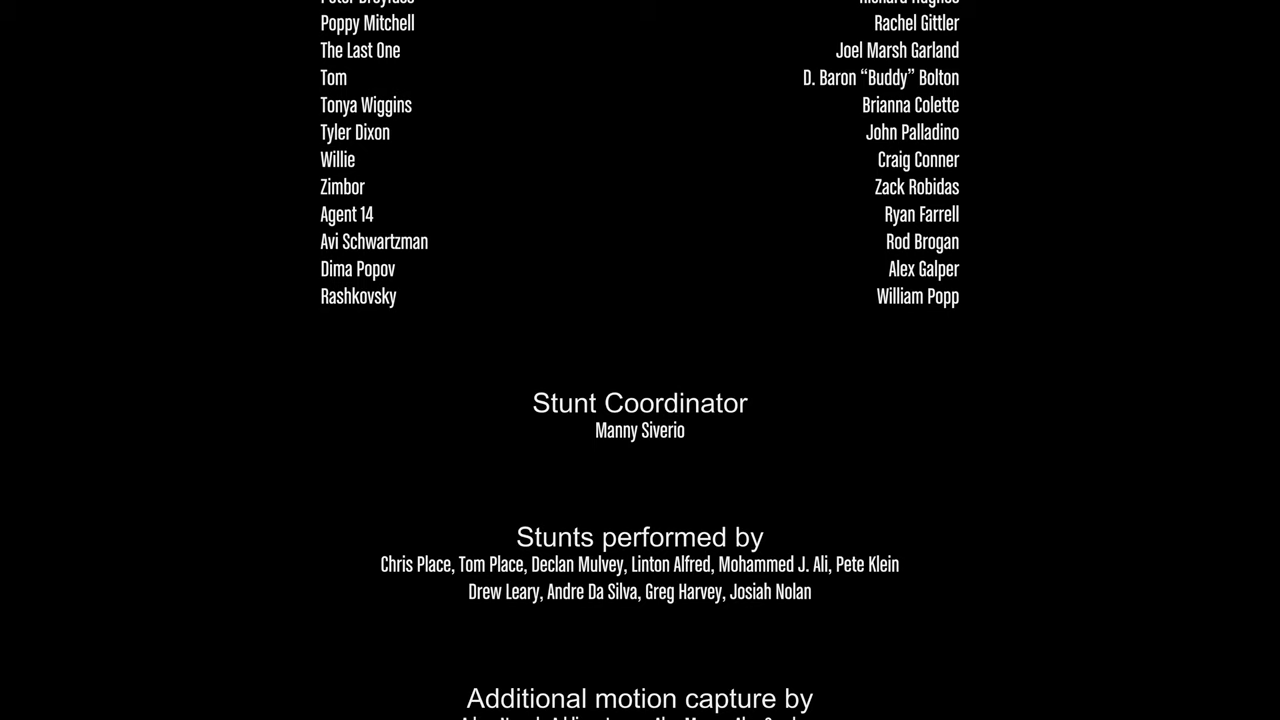 Poppy Mitchell Rachel Gittler
The Last One Joel Marsh Garland
Tom D. Baron “Buddy” Bolton
Tonya Wiggins Brianna Colette
Tyler Dixon John Palladino
Willie Craig Conner
Zimbor Zack Robidas
Agent 14 Ryan Farrell
Avi Schwartzman Rod Brogan
Dima Popov Alex Galper
Rashkovsky William Popp
Stunt Coordinator
Manny Siverio
Stunts performed by
Chris Place, Tom Place, Declan Mulvey, Linton Alfred, Mohammed J. Ali, Pete Klein
Drew Leary, Andre Da Silva, Greg Harvey, Josiah Nolan
Additional motion capture by